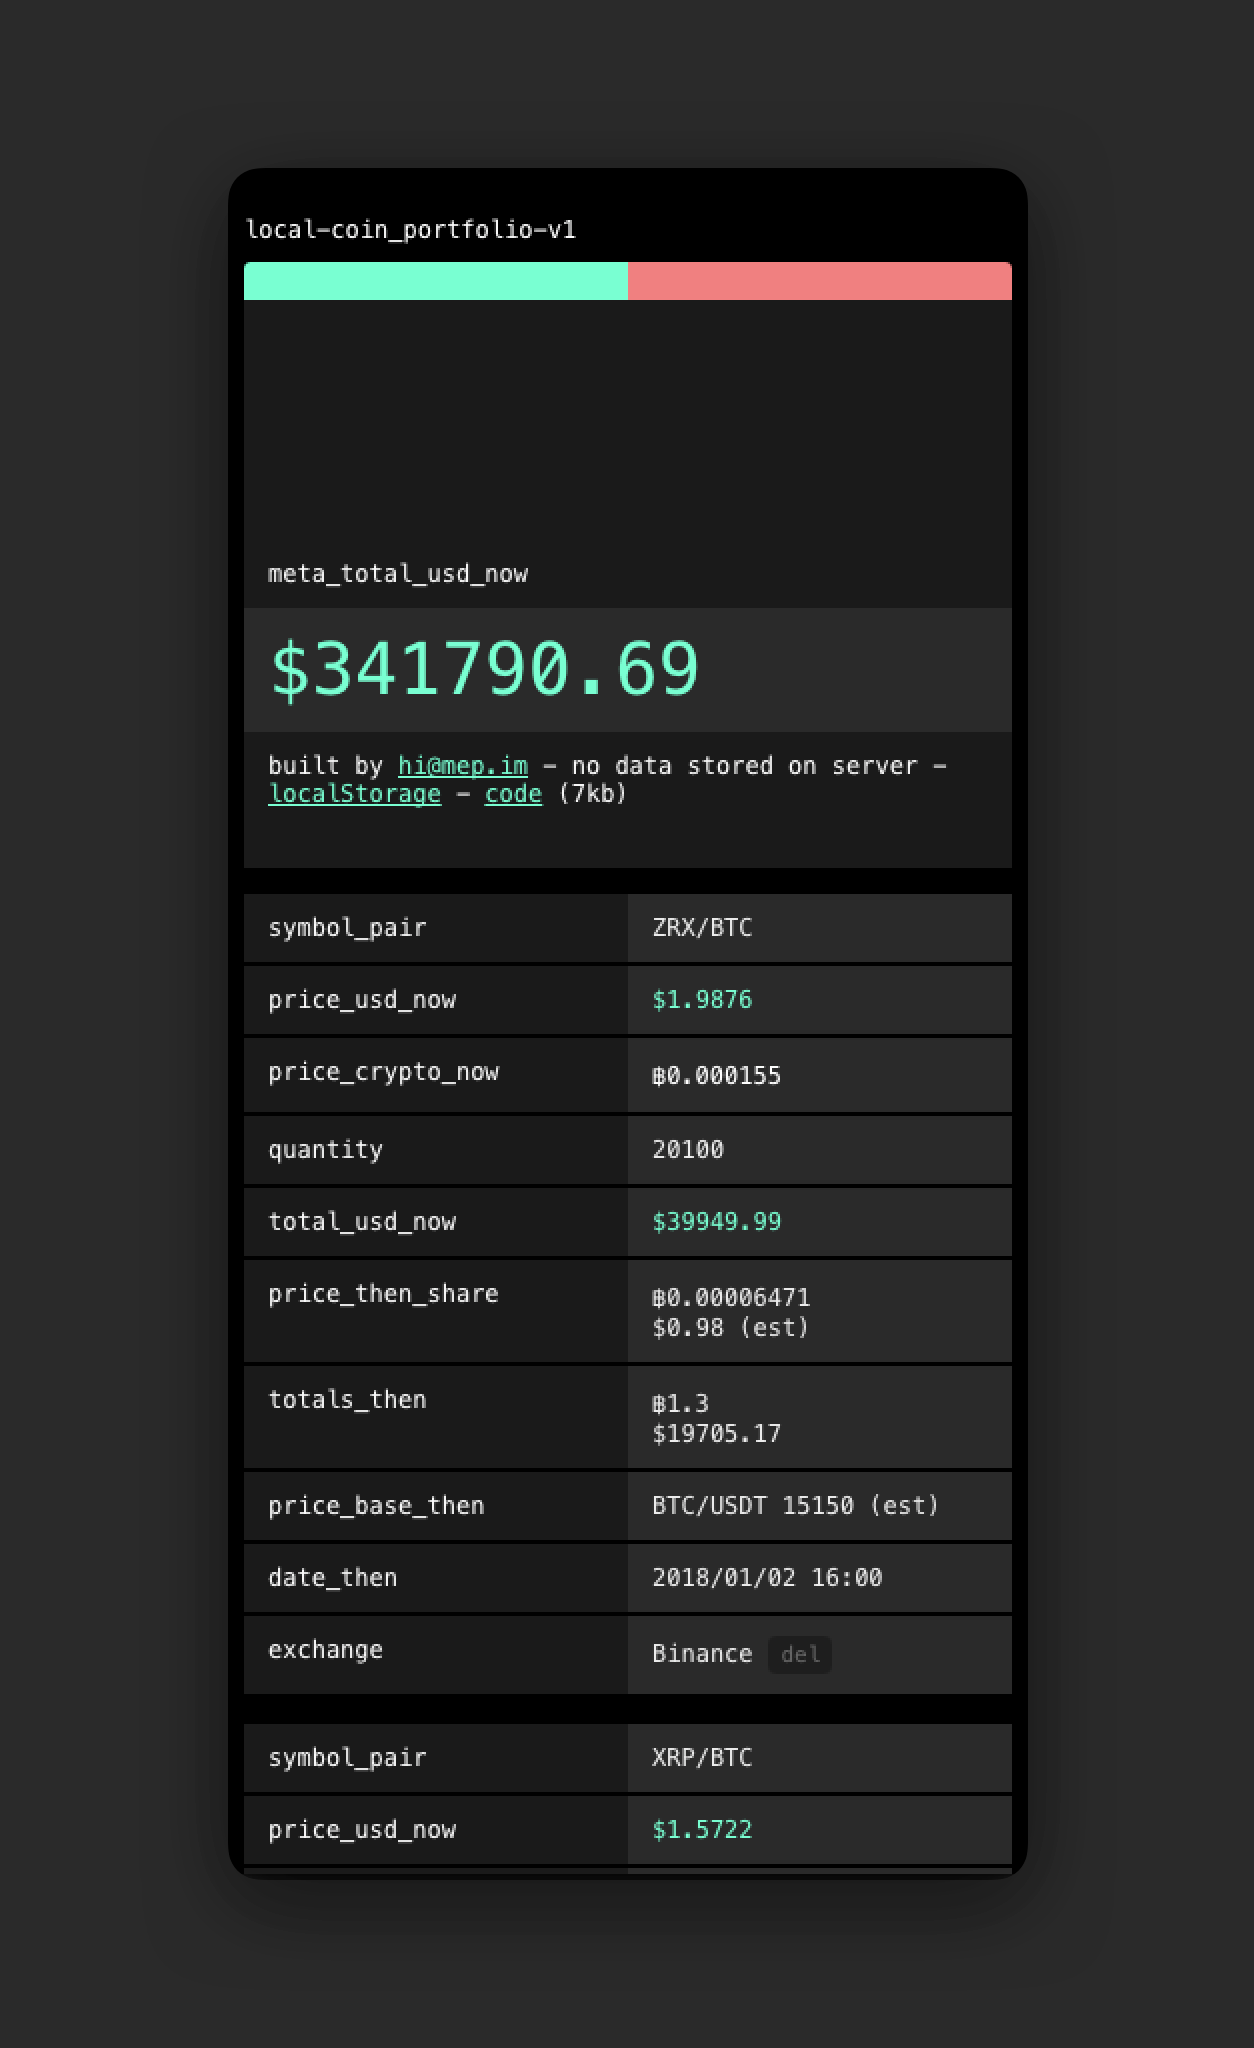 local-coin_portfolio-v1
meta_total_usd_now
$341790.69
built by hi@mep.im – no data stored on server –
localStorage – code (7kb)
symbol_pair ZRX/BTC
price_usd_now $1.9876
price_crypto_now ฿0.000155
quantity 20100
total_usd_now $39949.99
price_then_share ฿0.00006471
$0.98 (est)
totals_then ฿1.3
$19705.17
price_base_then BTC/USDT 15150 (est)
date_then 2018/01/02 16:00
exchange Binance del
symbol_pair XRP/BTC
price_usd_now $1.5722